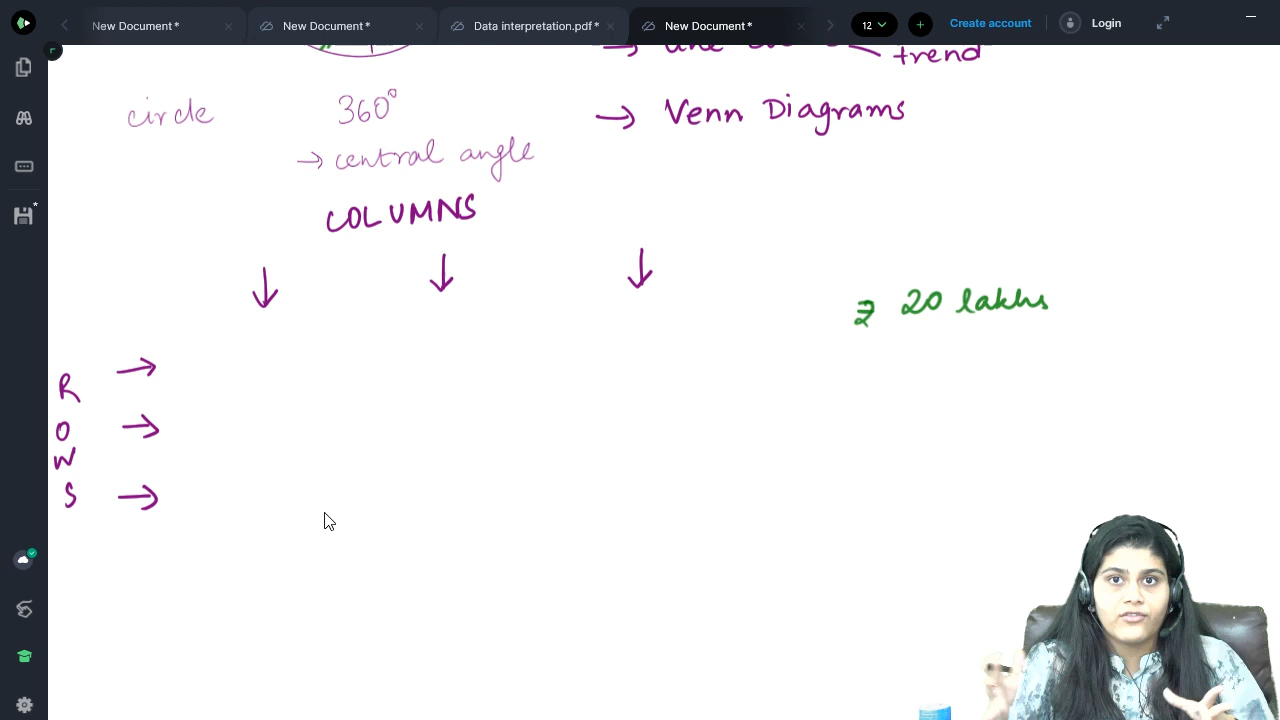 New Document *
New Document *
Data interpretation.pdf *
New Document *
12
Create account
Login
→ trend
circle
360°
→ Venn Diagrams
→ central angle
COLUMNS
₹ 20 lakhs
R
O
W
S